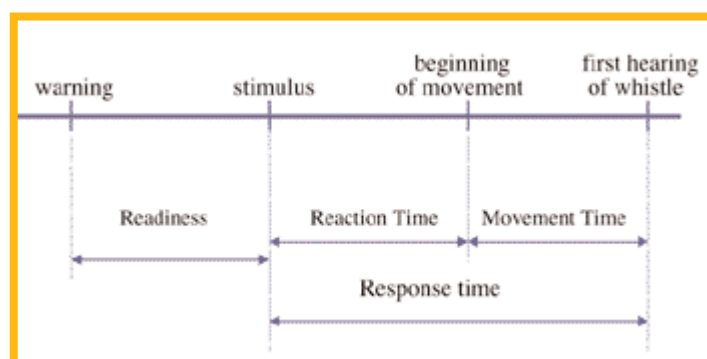 warning
stimulus
beginning
of movement
first hearing
of whistle
Readiness
Reaction Time
Movement Time
Response time